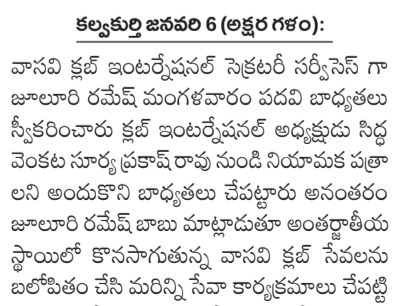 కల్వకుర్తి జనవరి 6 (అక్షర గళం):
వాసవి క్లబ్ ఇంటర్నేషనల్ సెక్రటరీ సర్వీసెస్ గా
జూలూరి రమేష్ మంగళవారం పదవి బాధ్యతలు
స్వీకరించారు క్లబ్ ఇంటర్నేషనల్ అధ్యక్షుడు సిద్ధ
వెంకట సూర్య ప్రకాష్ రావు నుండి నియామక పత్రా
లని అందుకొని బాధ్యతలు చేపట్టారు అనంతరం
జూలూరి రమేష్ బాబు మాట్లాడుతూ అంతర్జాతీయ
స్థాయిలో కొనసాగుతున్న వాసవి క్లబ్ సేవలను
బలోపితం చేసి మరిన్ని సేవా కార్యక్రమాలు చేపట్టి